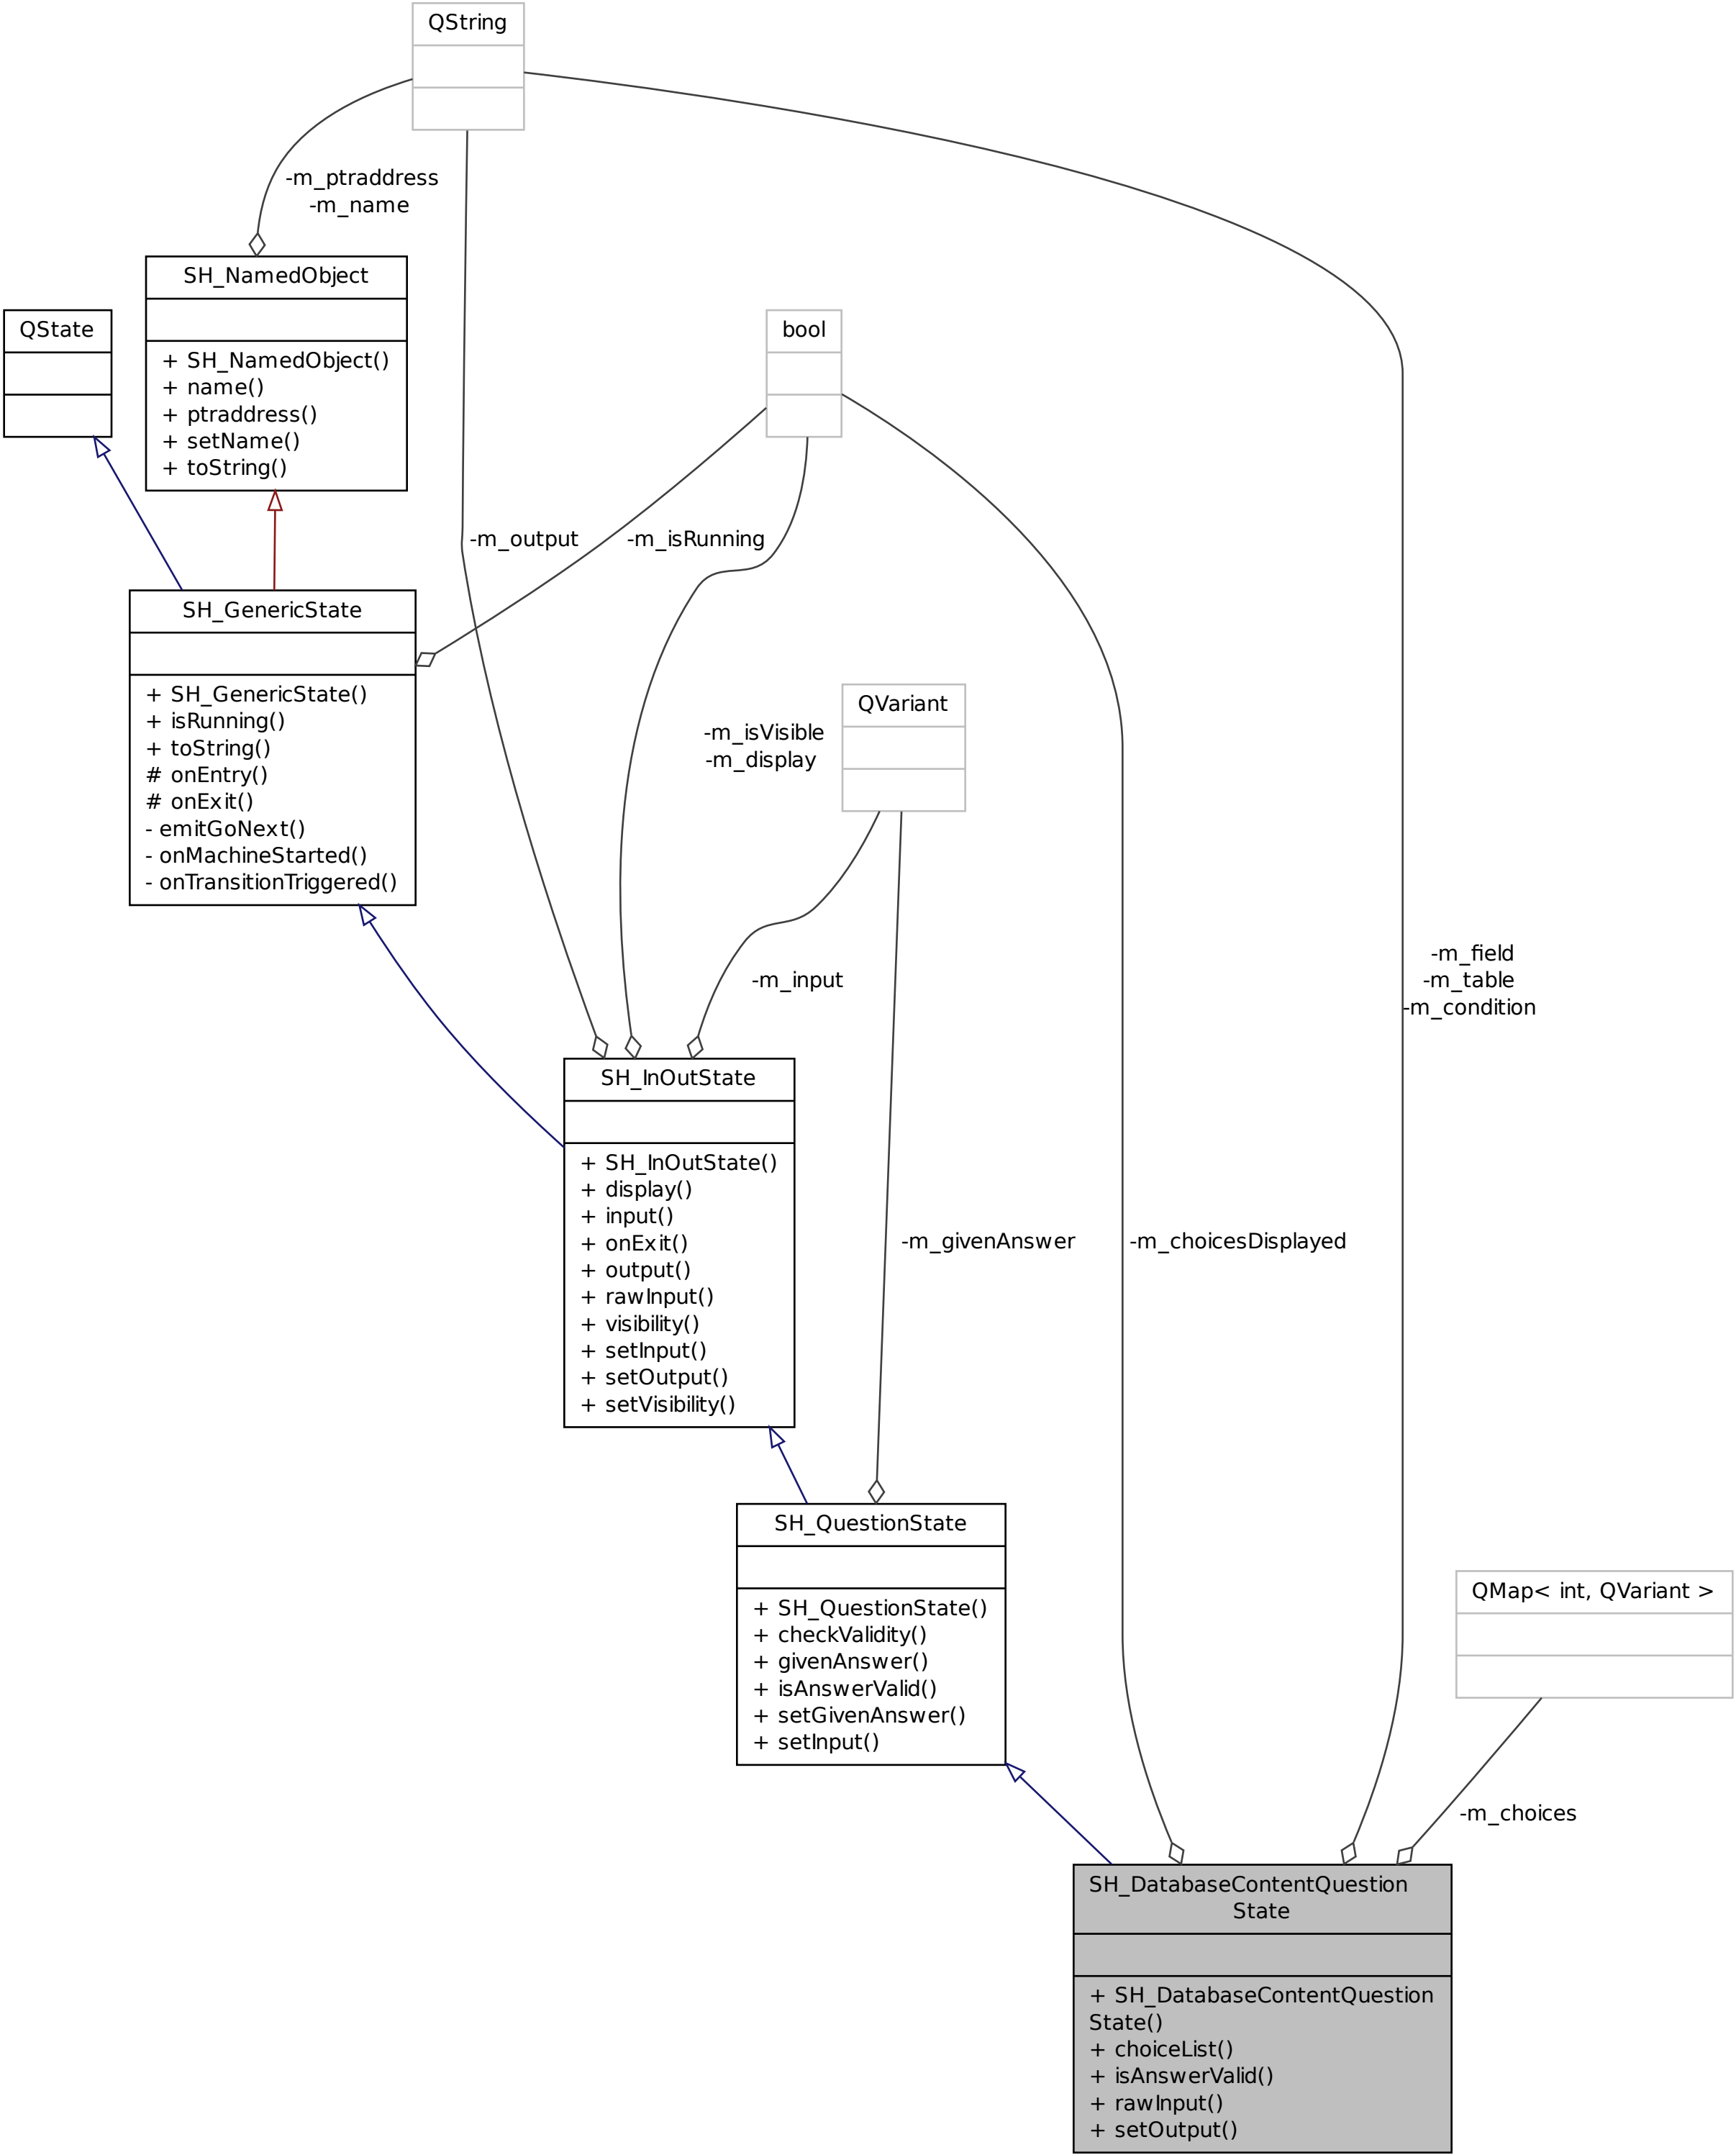 QString
-m_ptraddress
-m_name
SH_NamedObject
+ SH_NamedObject()
+ name()
+ ptraddress()
+ setName()
+ toString()
QState
bool
-m_output
-m_isRunning
SH_GenericState
+ SH_GenericState()
+ isRunning()
+ toString()
# onEntry()
# onExit()
- emitGoNext()
- onMachineStarted()
- onTransitionTriggered()
-m_isVisible
-m_display
QVariant
-m_field
-m_table
-m_condition
-m_input
SH_InOutState
+ SH_InOutState()
+ display()
+ input()
+ onExit()
+ output()
+ rawInput()
+ visibility()
+ setInput()
+ setOutput()
+ setVisibility()
-m_givenAnswer
-m_choicesDisplayed
SH_QuestionState
+ SH_QuestionState()
+ checkValidity()
+ givenAnswer()
+ isAnswerValid()
+ setGivenAnswer()
+ setInput()
QMap< int, QVariant >
-m_choices
SH_DatabaseContentQuestion
State
+ SH_DatabaseContentQuestion
State()
+ choiceList()
+ isAnswerValid()
+ rawInput()
+ setOutput()